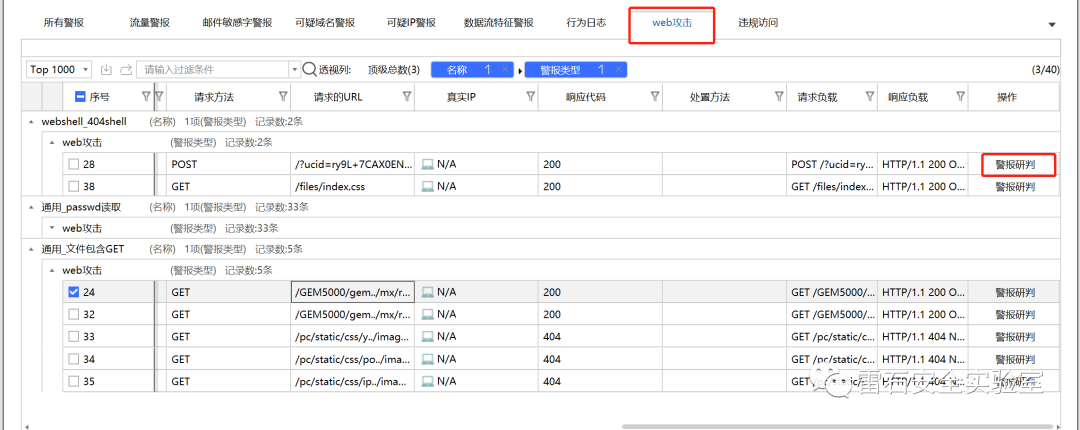 所有警报 流量警报 邮件敏感字警报 可疑域名警报 可疑IP警报 数据流特征警报 行为日志 web攻击 违规访问
Top 1000 请输入过滤条件 透视列: 顶级总数(3) 名称 1 警报类型 1 (3/40)
序号 请求方法 请求的URL 真实IP 响应代码 处置方法 请求负载 响应负载 操作
webshell_404shell (名称) 1项(警报类型) 记录数:2条
web攻击 (警报类型) 记录数:2条
28 POST /?ucid=ry9L+7CAX0EN... N/A 200 POST /?ucid=ry... HTTP/1.1 200 O... 警报研判
38 GET /files/index.css N/A 200 GET /files/index... HTTP/1.1 200 O... 警报研判
通用_passwd读取 (名称) 1项(警报类型) 记录数:33条
web攻击 (警报类型) 记录数:33条
通用_文件包含GET (名称) 1项(警报类型) 记录数:5条
web攻击 (警报类型) 记录数:5条
24 GET /GEM5000/gem../mx/r... N/A 200 GET /GEM5000/... HTTP/1.1 200 O... 警报研判
32 GET /GEM5000/gem../mx/r... N/A 200 GET /GEM5000/... HTTP/1.1 200 O... 警报研判
33 GET /pc/static/css/y../imag... N/A 404 GET /pc/static/c... HTTP/1.1 404 N... 警报研判
34 GET /pc/static/css/po../ima... N/A 404 GET /pc/static/c... HTTP/1.1 404 N... 警报研判
35 GET /pc/static/css/ip../imag... N/A 404 HTTP/1.1 404 N... 警报研判
雷石安全实验室